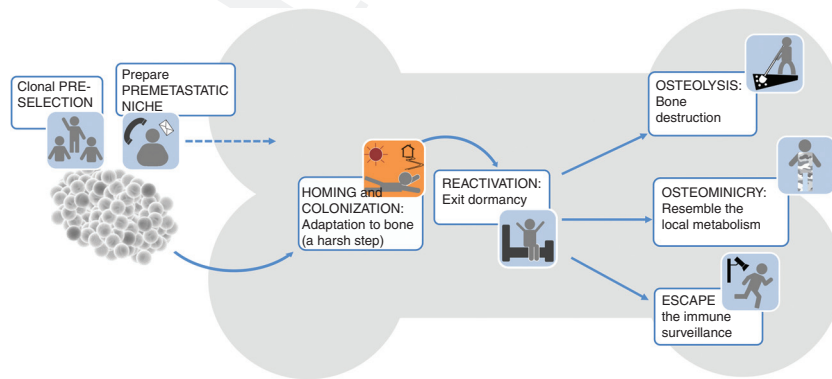 Clonal PRE-
SELECTION
Prepare
PREMETASTATIC
NICHE
HOMING and
COLONIZATION:
Adaptation to bone
(a harsh step)
REACTIVATION:
Exit dormancy
OSTEOLYSIS:
Bone
destruction
OSTEOMINICRY:
Resemble the
local metabolism
ESCAPE
the immune
surveillance